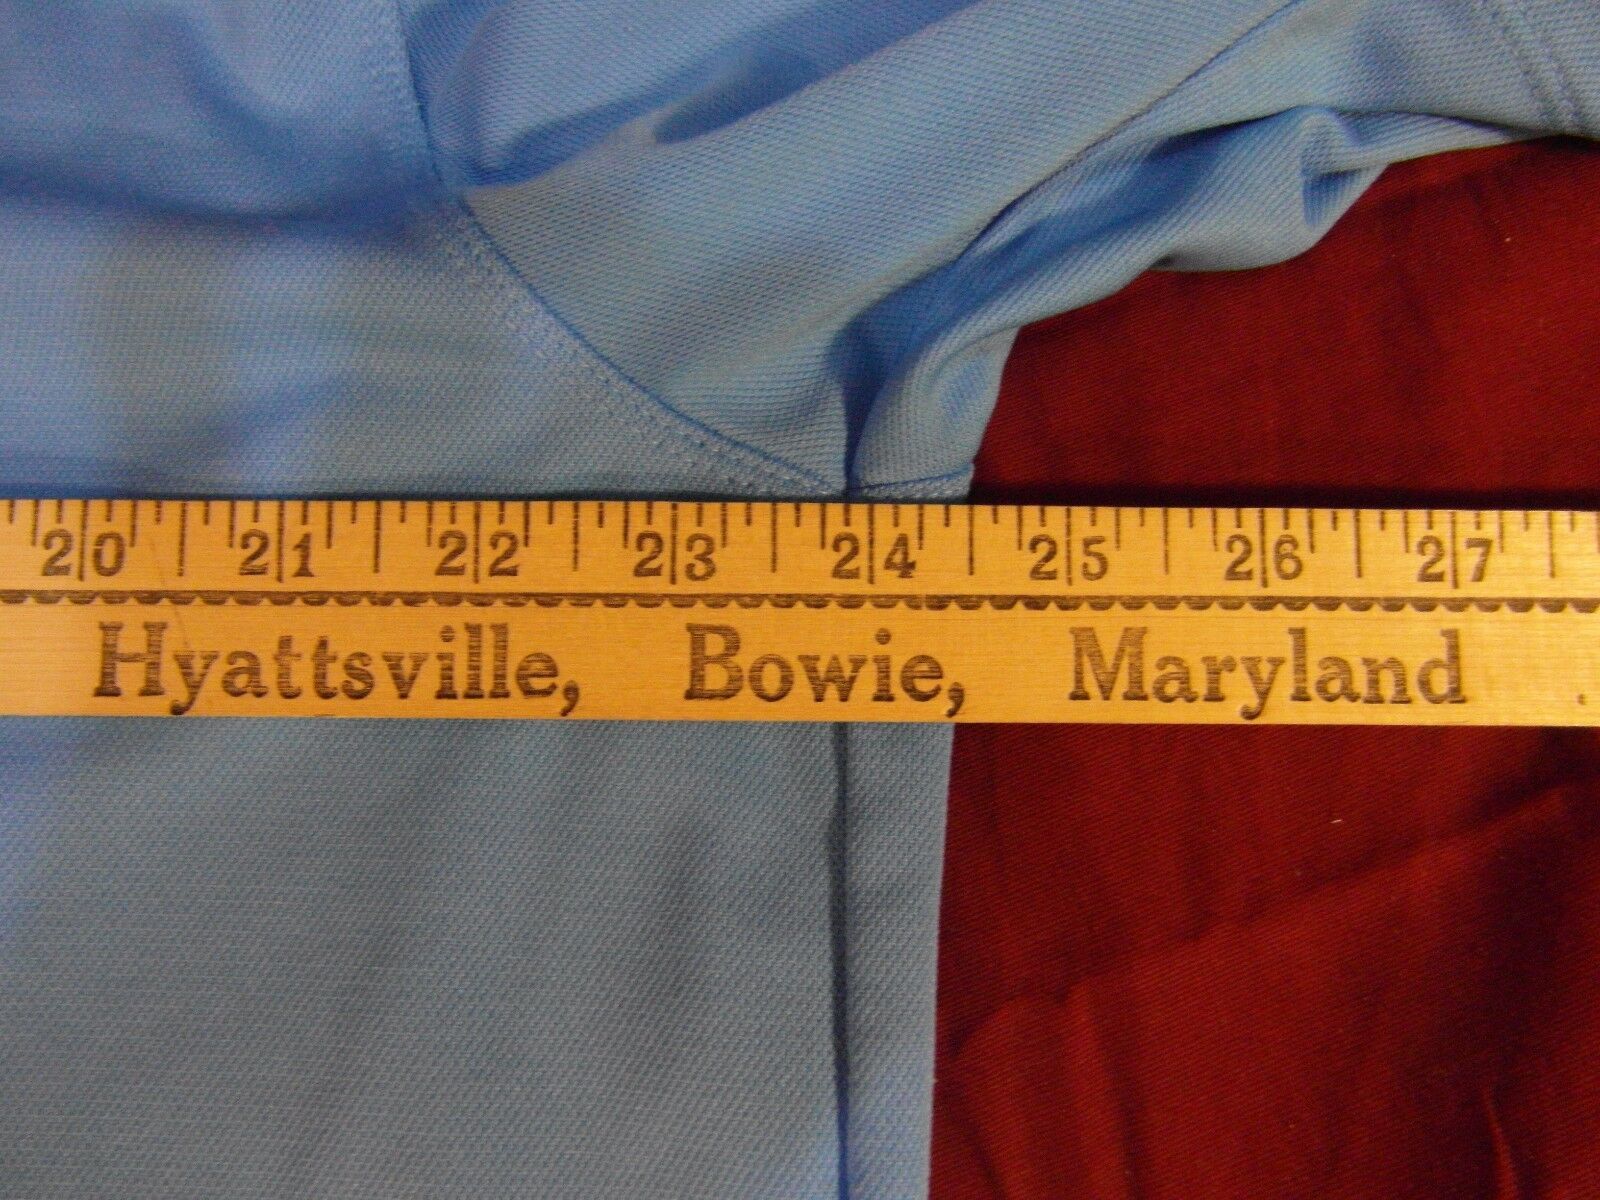 20 21 22 23 24 25 26 27
Hyattsville, Bowie, Maryland